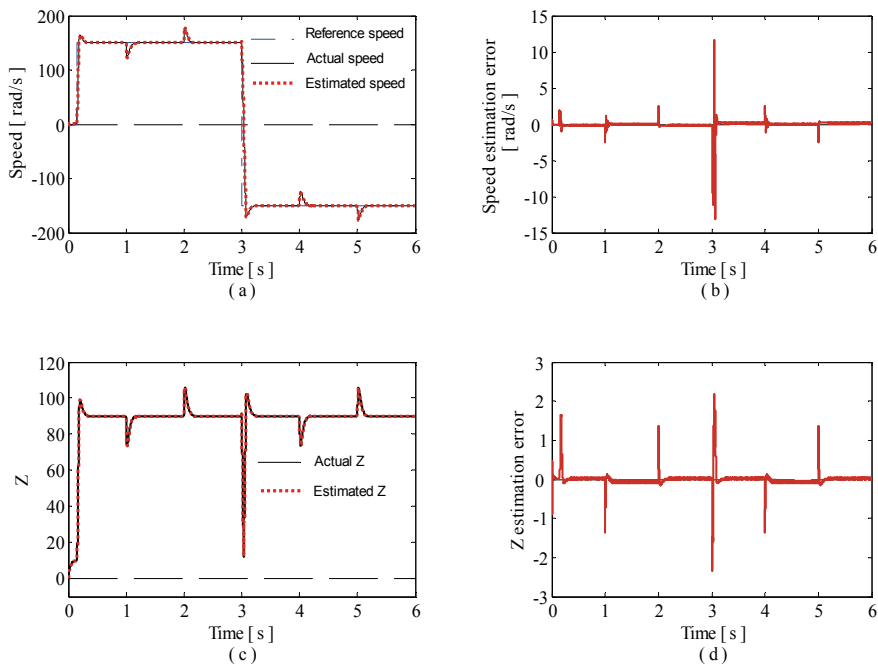 200
100
0
-100
-200
Speed [ rad/s ]
Reference speed
Actual speed
Estimated speed
0 1 2 3 4 5 6
Time [ s ]
( a )
15
10
5
0
-5
-10
-15
Speed estimation error
[ rad/s ]
0 1 2 3 4 5 6
Time [ s ]
( b )
120
100
80
60
40
20
0
Z
Actual Z
Estimated Z
0 1 2 3 4 5 6
Time [ s ]
( c )
3
2
1
0
-1
-2
-3
Z estimation error
0 1 2 3 4 5 6
Time [ s ]
( d )